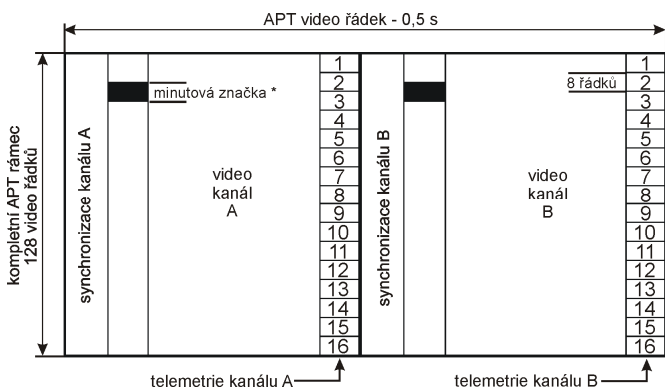 APT video řádek - 0,5 s
kompletní APT rámec
128 video řádků
synchronizace kanálu A
minutová značka *
video
kanál
A
1
2
3
4
5
6
7
8
9
10
11
12
13
14
15
16
synchronizace kanálu B
video
kanál
B
8 řádků
1
2
3
4
5
6
7
8
9
10
11
12
13
14
15
16
telemetrie kanálu A
telemetrie kanálu B